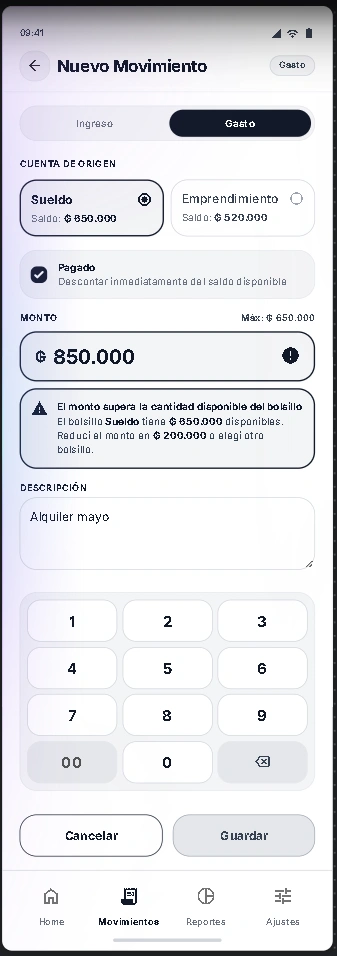 09:41
Nuevo Movimiento
Gasto
Ingreso
Gasto
CUENTA DE ORIGEN
Sueldo
Saldo: ₲ 650.000
Emprendimiento
Saldo: ₲ 520.000
Pagado
Descontar inmediatamente del saldo disponible
MONTO
Máx: ₲ 650.000
₲ 850.000
El monto supera la cantidad disponible del bolsillo
El bolsillo Sueldo tiene ₲ 650.000 disponibles.
Reducí el monto en ₲ 200.000 o elegí otro
bolsillo.
DESCRIPCIÓN
Alquiler mayo
1
2
3
4
5
6
7
8
9
00
0
Cancelar
Guardar
Home
Movimientos
Reportes
Ajustes